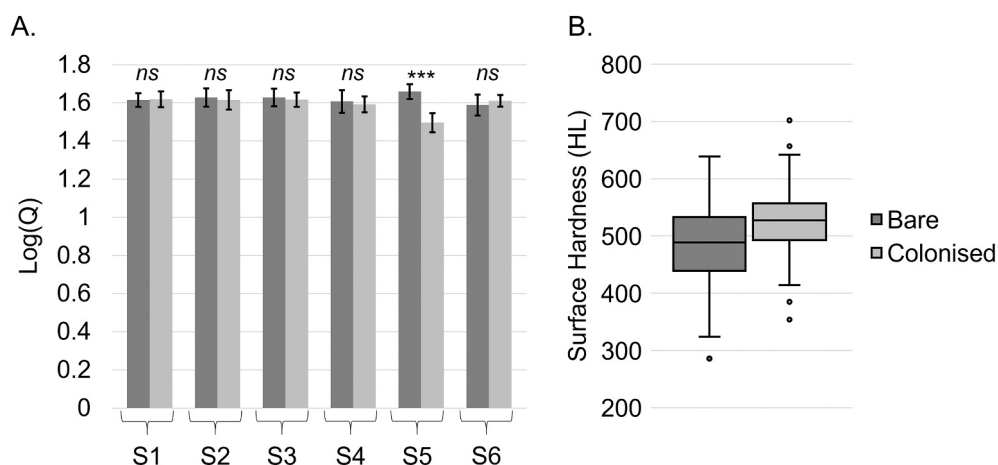 A.
Log(Q)
1.8
1.6
1.4
1.2
1
0.8
0.6
0.4
0.2
0
ns
ns
ns
ns
***
ns
S1
S2
S3
S4
S5
S6
B.
Surface Hardness (HL)
800
700
600
500
400
300
200
Bare
Colonised